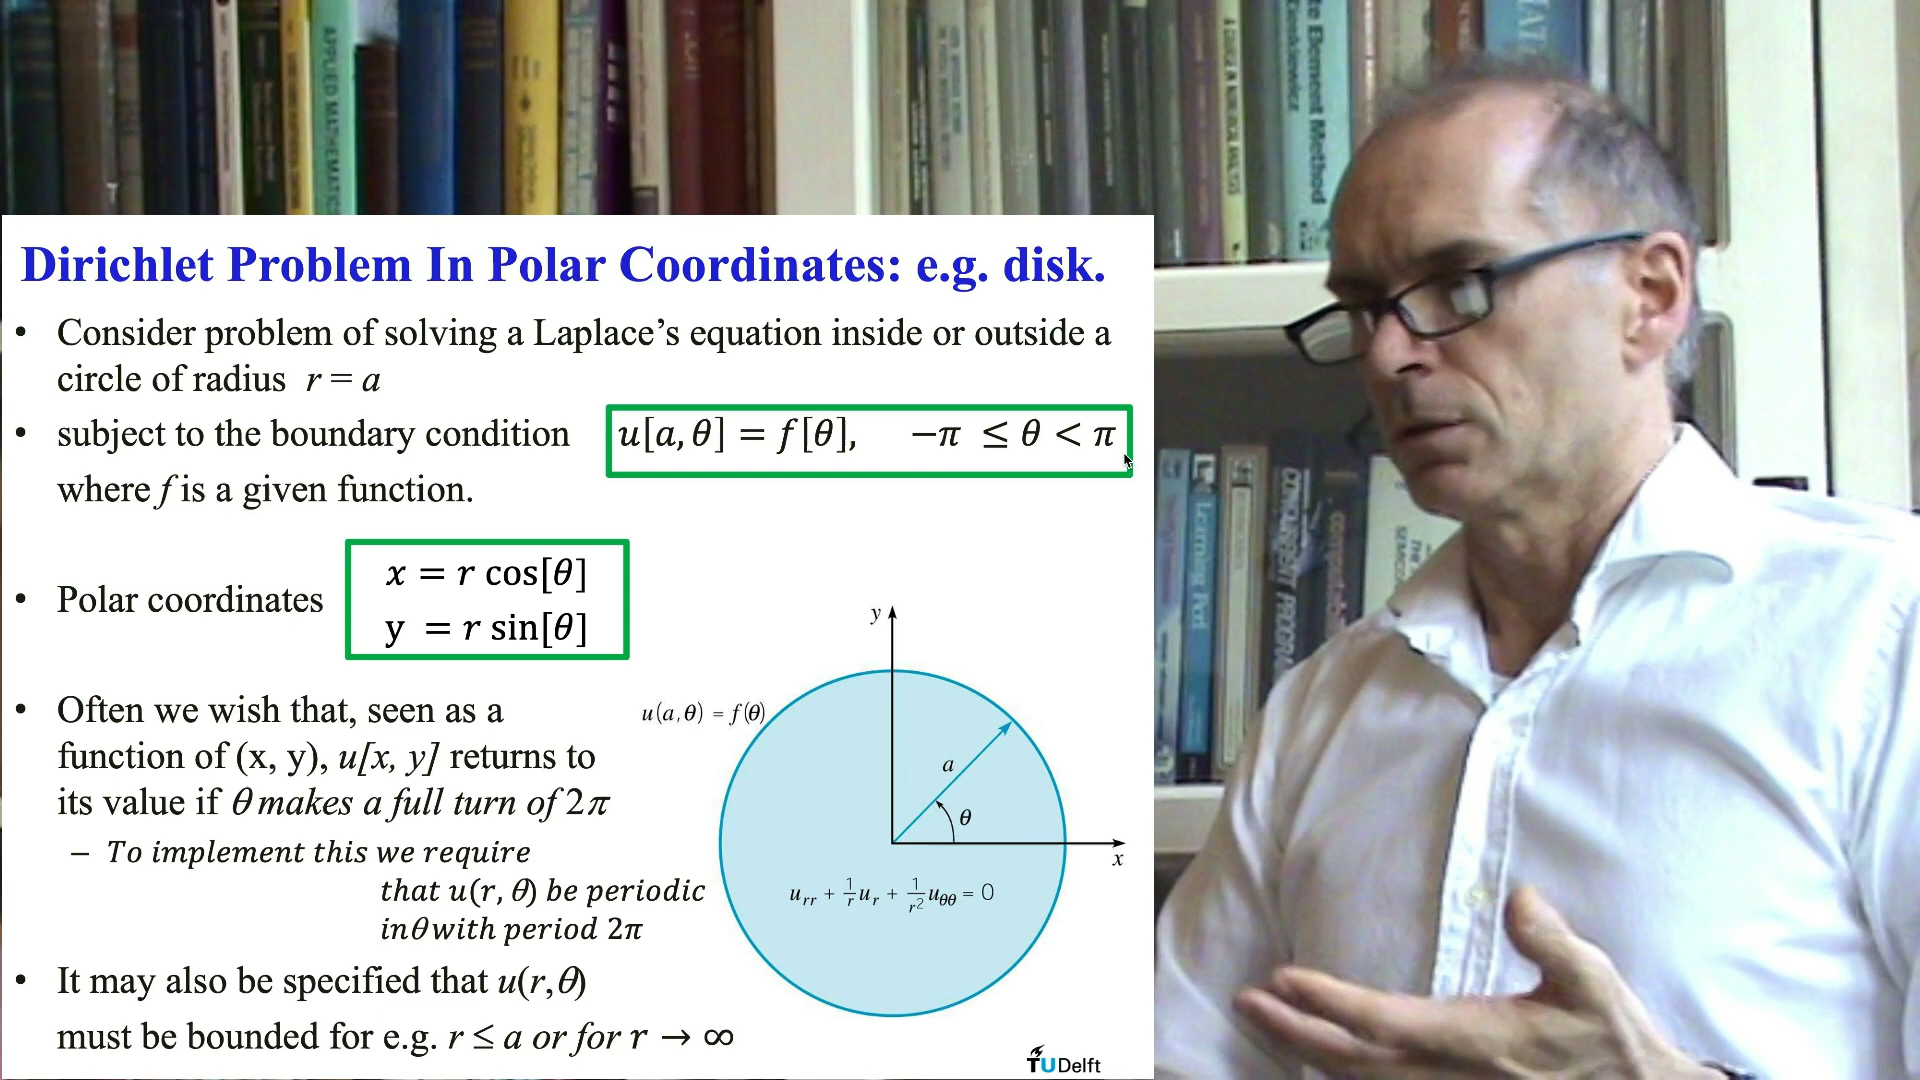 APPLIED MATHEMATICS
Element Method
Dirichlet Problem In Polar Coordinates: e.g. disk.
• Consider problem of solving a Laplace’s equation inside or outside a
circle of radius r = a
• subject to the boundary condition u[a, θ] = f[θ], −π ≤ θ < π
where f is a given function.
• Polar coordinates
x = r cos[θ]
y = r sin[θ]
• Often we wish that, seen as a
function of (x, y), u[x, y] returns to
its value if θ makes a full turn of 2π
– To implement this we require
that u(r, θ) be periodic
inθwith period 2π
• It may also be specified that u(r,θ)
must be bounded for e.g. r ≤ a or for r → ∞
y
u(a,θ) = f(θ)
a
θ
x
u_rr + 1/r u_r + 1/r² u_θθ = 0
TUDelft
Learning Perl